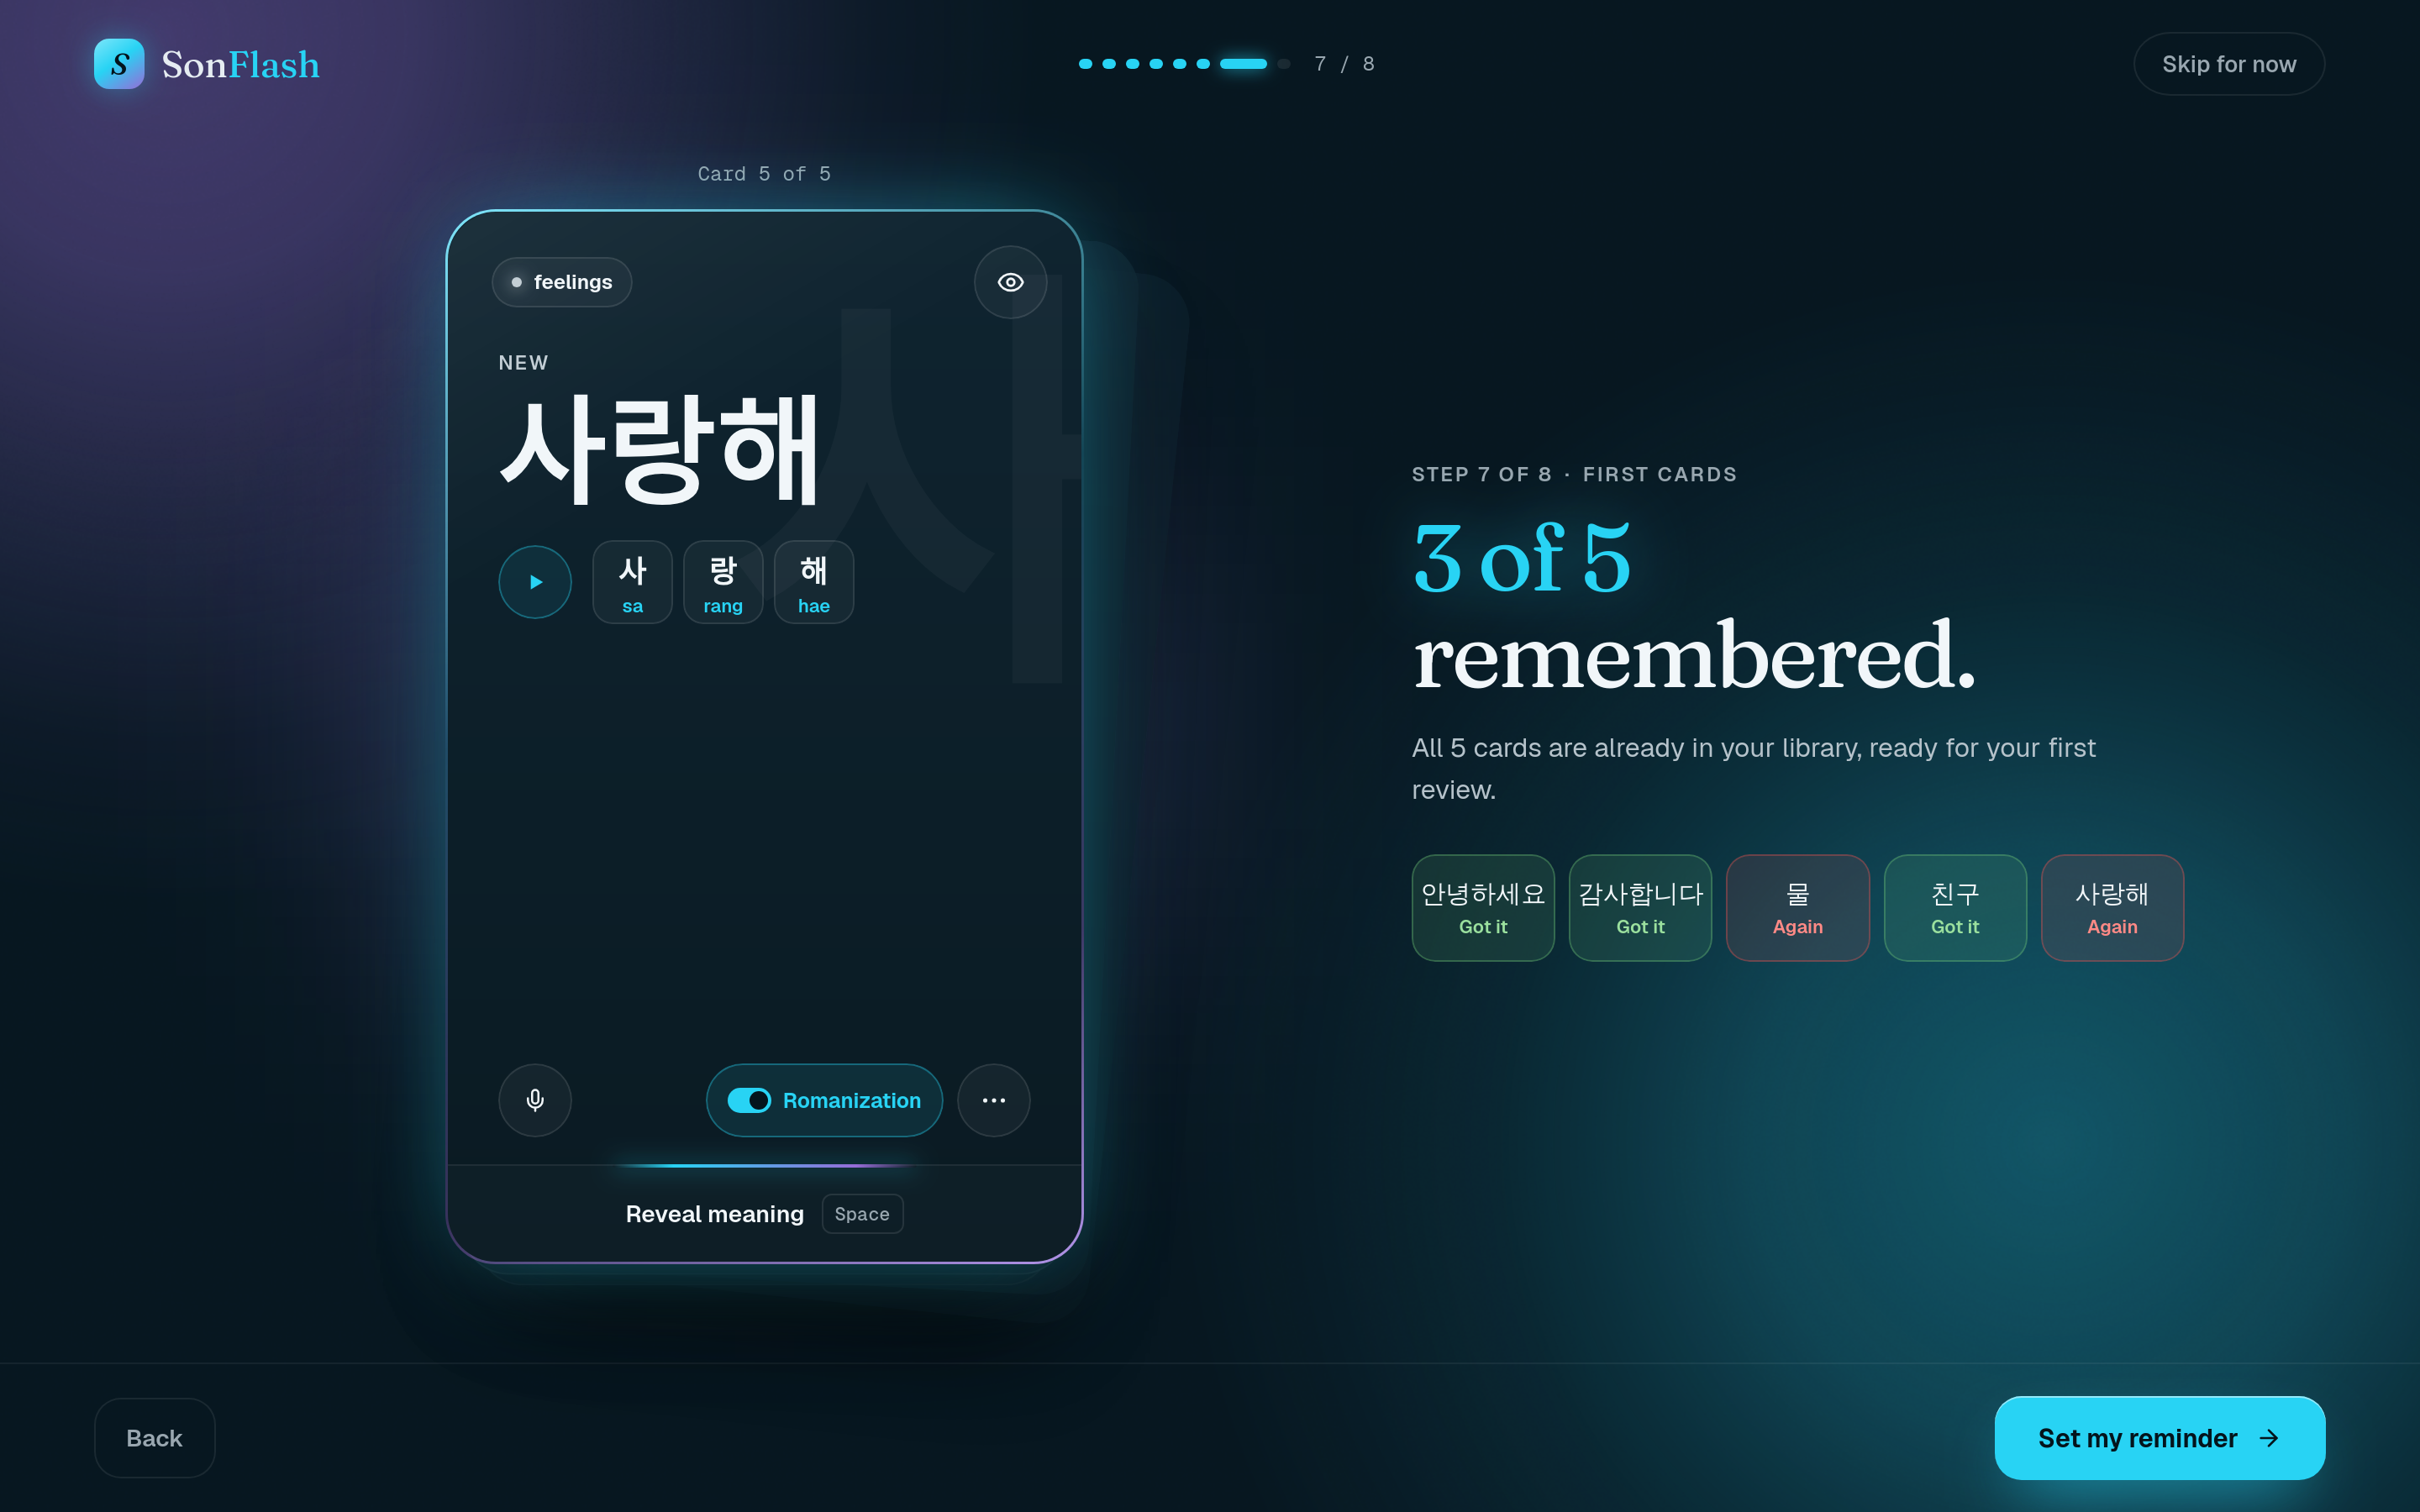 S SonFlash
7 / 8
Skip for now
Card 5 of 5
feelings
NEW
사랑해
사
사 랑 해
sa rang hae
Romanization
Reveal meaning Space
STEP 7 OF 8 · FIRST CARDS
3 of 5
remembered.
All 5 cards are already in your library, ready for your first
review.
안녕하세요 감사합니다 물 친구 사랑해
Got it Got it Again Got it Again
Back
Set my reminder →